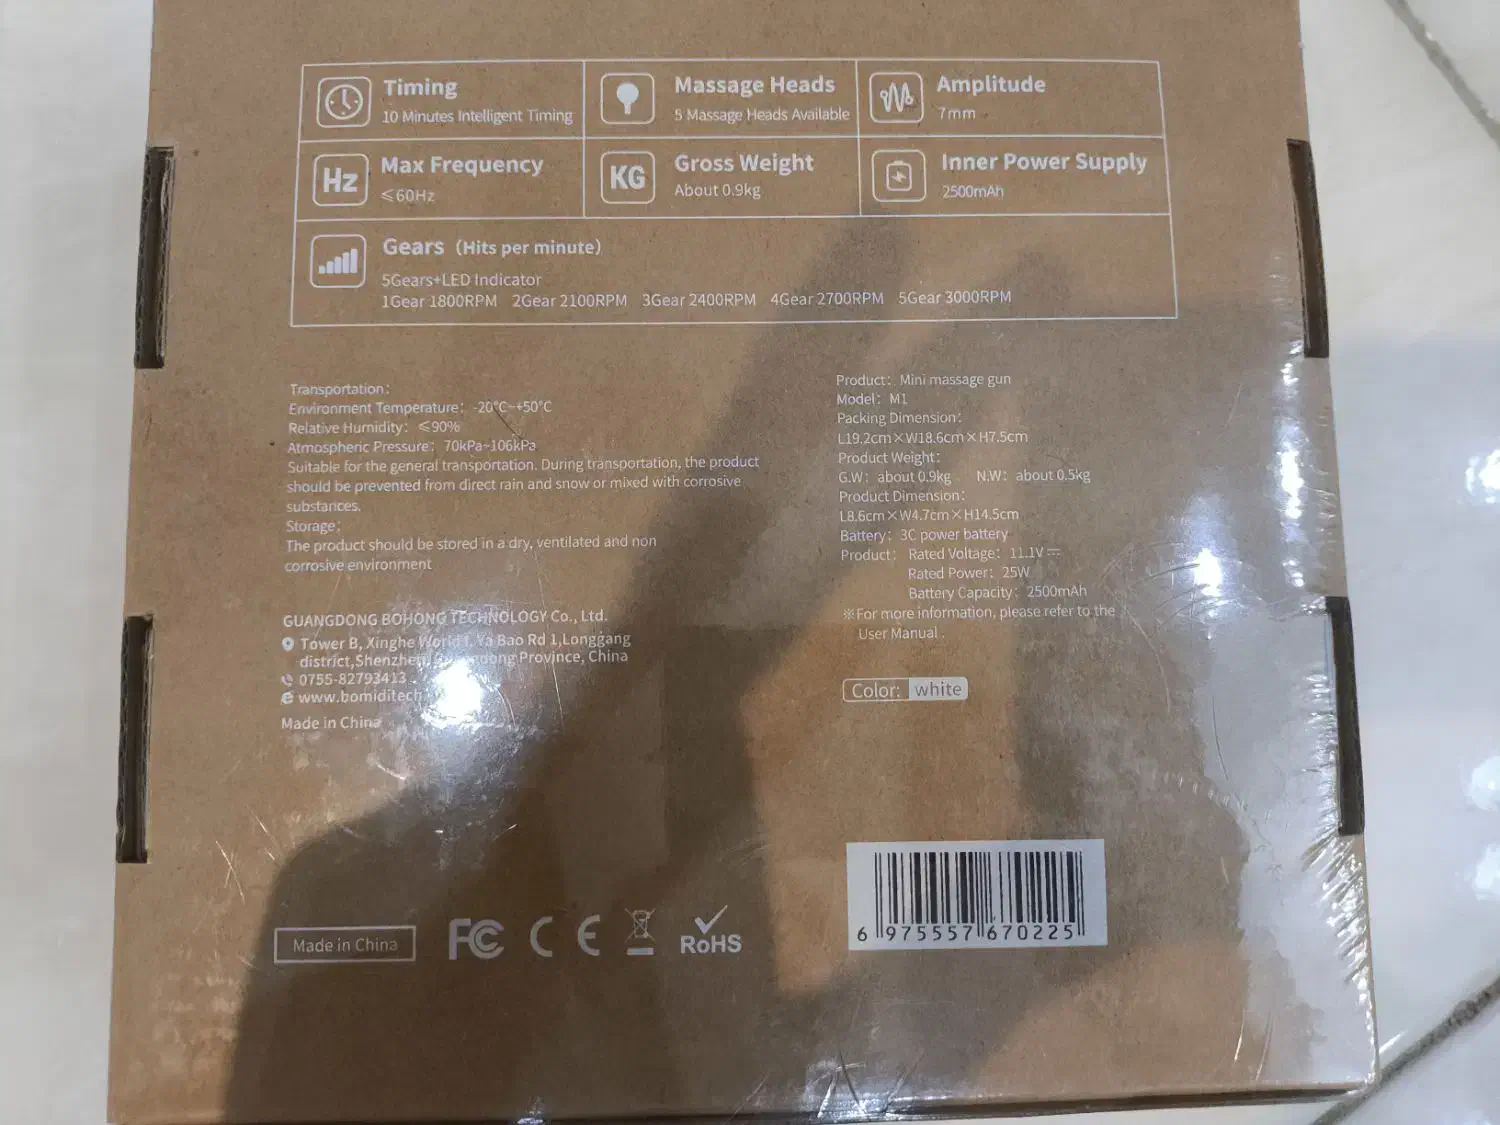 Timing
10 Minutes Intelligent Timing
Massage Heads
5 Massage Heads Available
Amplitude
7mm
Hz
Max Frequency
≤60Hz
KG
Gross Weight
About 0.9kg
Inner Power Supply
2500mAh
Gears (Hits per minute)
5Gears+LED Indicator
1Gear 1800RPM 2Gear 2100RPM 3Gear 2400RPM 4Gear 2700RPM 5Gear 3000RPM
Transportation:
Environment Temperature: -20°C~+50°C
Relative Humidity: ≤90%
Atmospheric Pressure: 70kPa~106kPa
Suitable for the general transportation. During transportation, the product
should be prevented from direct rain and snow or mixed with corrosive
substances.
Storage:
The product should be stored in a dry, ventilated and non
corrosive environment
GUANGDONG BOHONG TECHNOLOGY Co., Ltd.
Tower B, Xinghe World Ya Bao Rd 1,Longgang
district,Shenzhen, Province, China
0755-82793413
www.bomiditech
Made in China
Product: Mini massage gun
Model: M1
Packing Dimension:
L19.2cm×W18.6cm×H7.5cm
Product Weight:
G.W: about 0.9kg N.W: about 0.5kg
Product Dimension:
L8.6cm×W4.7cm×H14.5cm
Battery: 3C power battery
Product: Rated Voltage: 11.1V⎓
Rated Power: 25W
Battery Capacity: 2500mAh
※For more information, please refer to the
User Manual .
Color: white
Made in China
FC CE RoHS
6 975557 670225